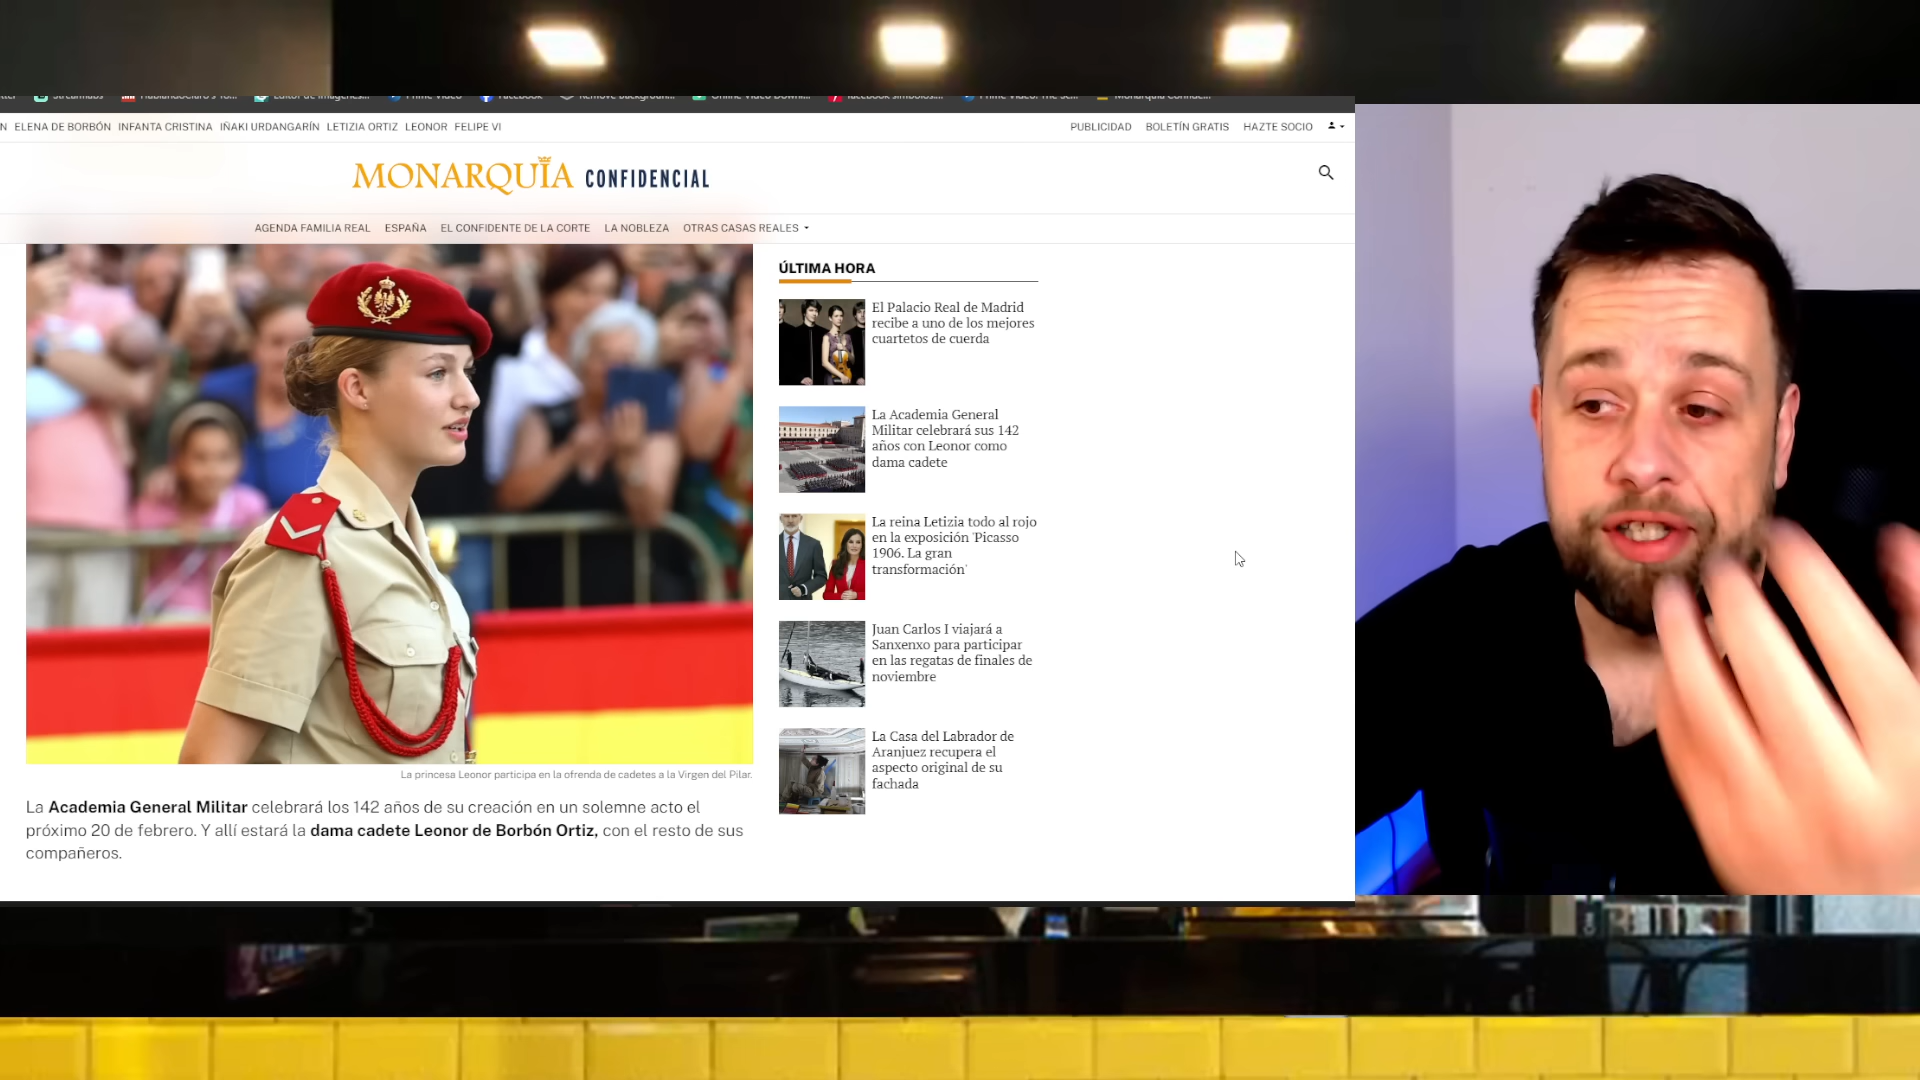 Prime Video
Facebook
ELENA DE BORBÓN INFANTA CRISTINA IÑAKI URDANGARÍN LETIZIA ORTIZ LEONOR FELIPE VI
PUBLICIDAD BOLETÍN GRATIS HAZTE SOCIO
MONARQUÍA CONFIDENCIAL
AGENDA FAMILIA REAL ESPAÑA EL CONFIDENTE DE LA CORTE LA NOBLEZA OTRAS CASAS REALES
La princesa Leonor participa en la ofrenda de cadetes a la Virgen del Pilar.
La Academia General Militar celebrará los 142 años de su creación en un solemne acto el
próximo 20 de febrero. Y allí estará la dama cadete Leonor de Borbón Ortiz, con el resto de sus
compañeros.
ÚLTIMA HORA
El Palacio Real de Madrid
recibe a uno de los mejores
cuartetos de cuerda
La Academia General
Militar celebrará sus 142
años con Leonor como
dama cadete
La reina Letizia todo al rojo
en la exposición 'Picasso
1906. La gran
transformación'
Juan Carlos I viajará a
Sanxenxo para participar
en las regatas de finales de
noviembre
La Casa del Labrador de
Aranjuez recupera el
aspecto original de su
fachada